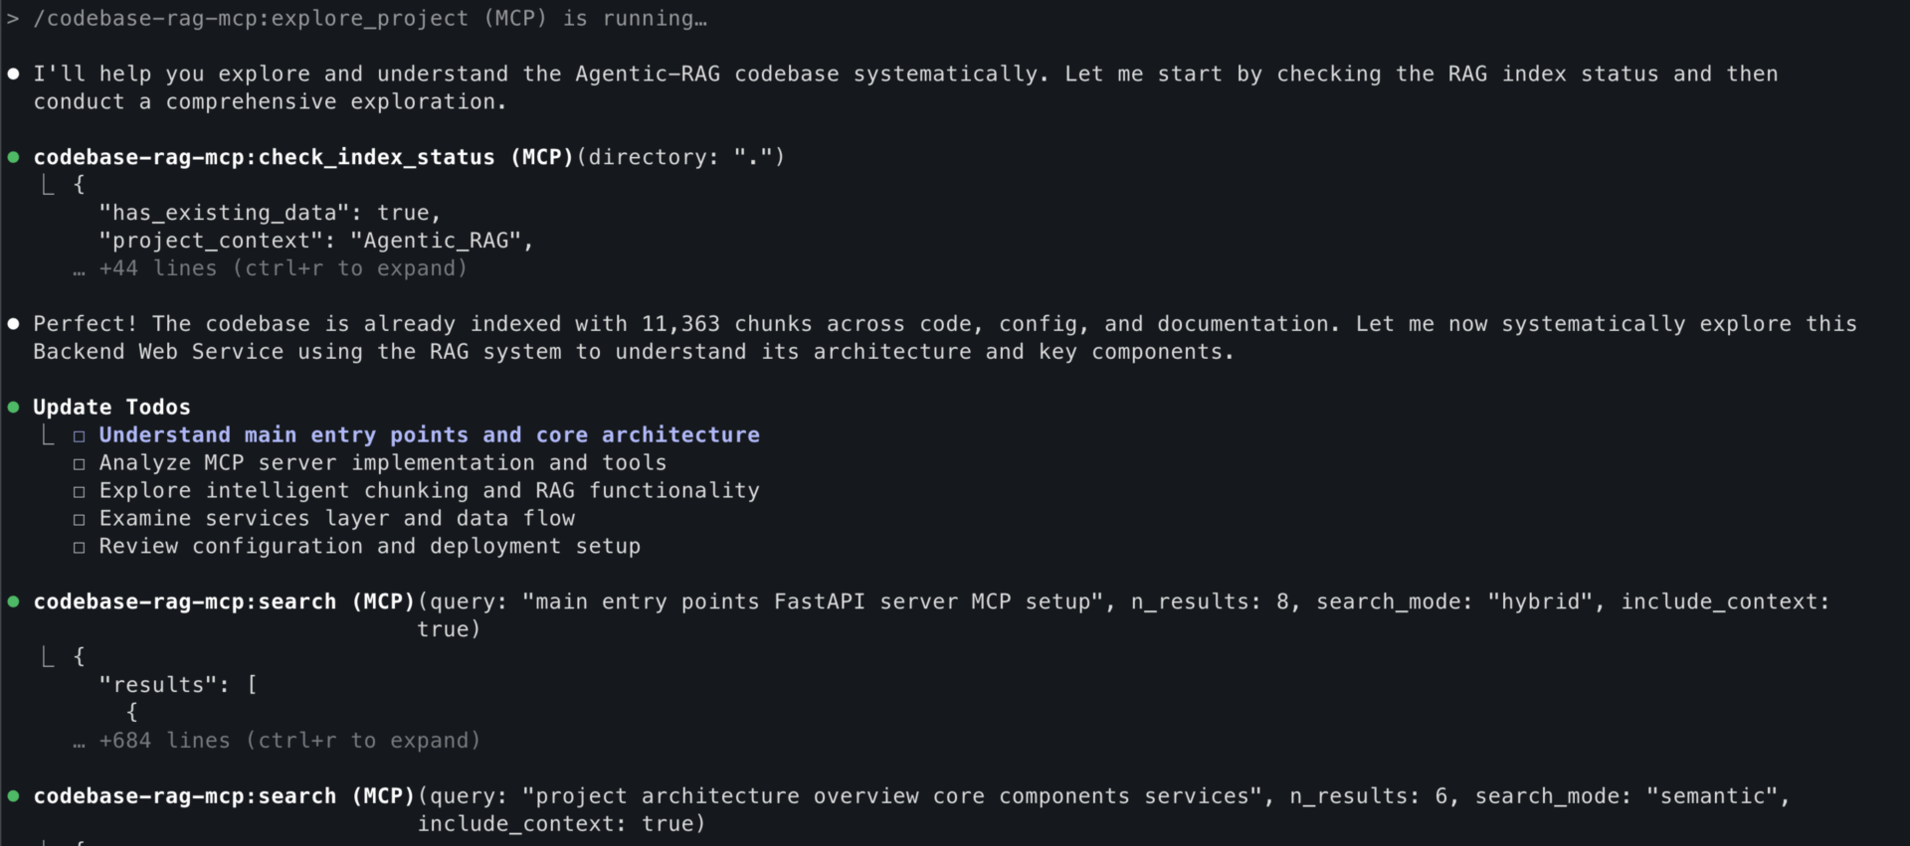 > /codebase-rag-mcp:explore_project (MCP) is running…
● I'll help you explore and understand the Agentic-RAG codebase systematically. Let me start by checking the RAG index status and then
conduct a comprehensive exploration.
● codebase-rag-mcp:check_index_status (MCP)(directory: ".")
⎿ {
"has_existing_data": true,
"project_context": "Agentic_RAG",
… +44 lines (ctrl+r to expand)
● Perfect! The codebase is already indexed with 11,363 chunks across code, config, and documentation. Let me now systematically explore this
Backend Web Service using the RAG system to understand its architecture and key components.
● Update Todos
⎿ ☐ Understand main entry points and core architecture
☐ Analyze MCP server implementation and tools
☐ Explore intelligent chunking and RAG functionality
☐ Examine services layer and data flow
☐ Review configuration and deployment setup
● codebase-rag-mcp:search (MCP)(query: "main entry points FastAPI server MCP setup", n_results: 8, search_mode: "hybrid", include_context:
true)
⎿ {
"results": [
{
… +684 lines (ctrl+r to expand)
● codebase-rag-mcp:search (MCP)(query: "project architecture overview core components services", n_results: 6, search_mode: "semantic",
include_context: true)